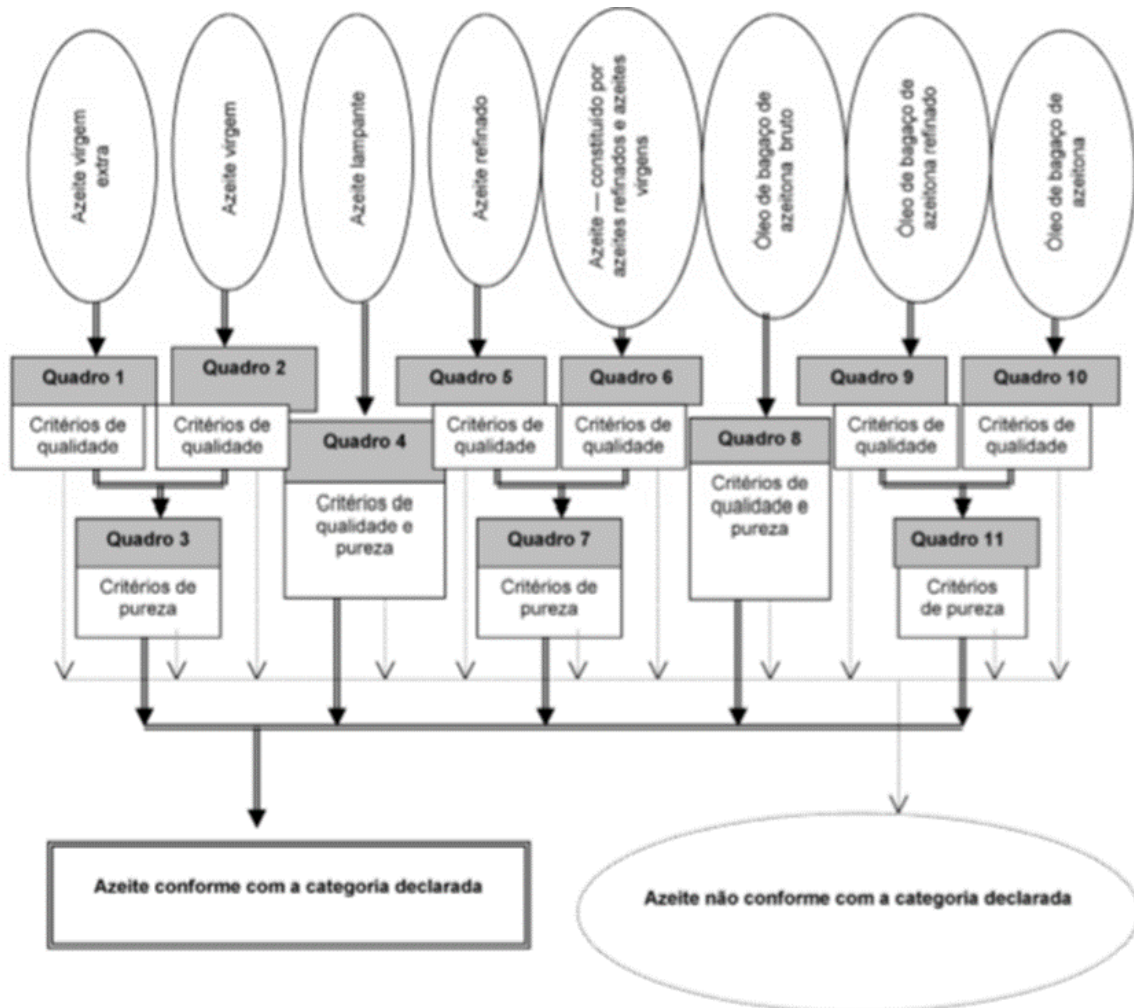 Azeite virgem
extra
Azeite virgem
Azeite lampante
Azeite refinado
Azeite — constituído por
azeites refinados e azeites
virgens
Óleo de bagaço de
azeitona bruto
Óleo de bagaço de
azeitona refinado
Óleo de bagaço de
azeitona
Quadro 1
Critérios de
qualidade
Quadro 2
Critérios de
qualidade
Quadro 4
Critérios de
qualidade e
pureza
Quadro 5
Critérios de
qualidade
Quadro 6
Critérios de
qualidade
Quadro 8
Critérios de
qualidade e
pureza
Quadro 9
Critérios de
qualidade
Quadro 10
Critérios de
qualidade
Quadro 3
Critérios de
pureza
Quadro 7
Critérios de
pureza
Quadro 11
Critérios
de pureza
Azeite conforme com a categoria declarada
Azeite não conforme com a categoria declarada